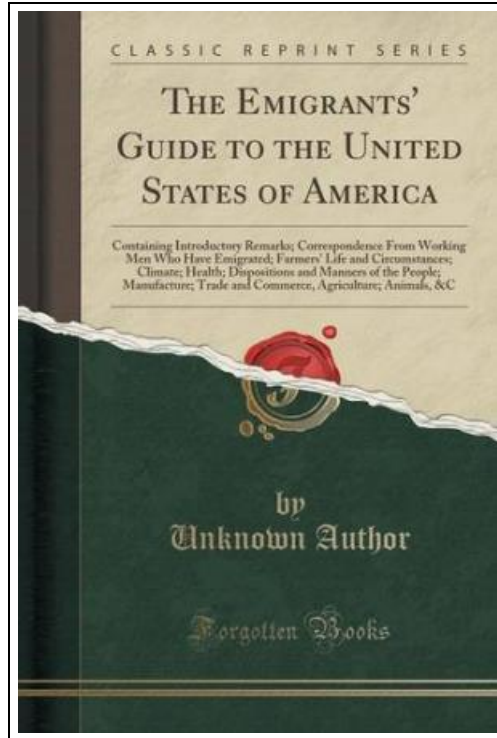 CLASSIC REPRINT SERIES
THE EMIGRANTS'
GUIDE TO THE UNITED
STATES OF AMERICA
Containing Introductory Remarks; Correspondence From Working
Men Who Have Emigrated; Farmers' Life and Circumstances;
Climate; Health; Dispositions and Manners of the People;
Manufacture; Trade and Commerce, Agriculture; Animals, &C
F
by
Unknown Author
Forgotten Books